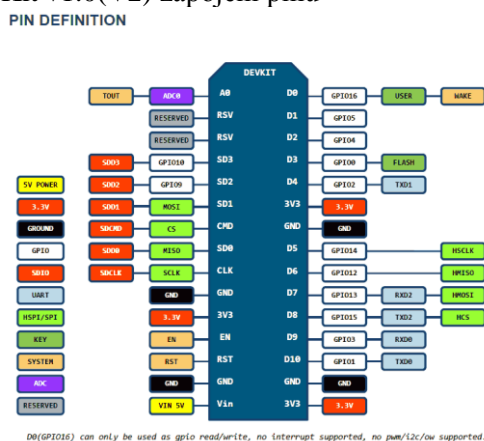 PIN DEFINITION
DEVKIT
TOUT ADC0 A0 D0 GPIO16 USER WAKE
RESERVED RSV D1 GPIO5
RESERVED RSV D2 GPIO4
SDD3 GPIO10 SD3 D3 GPIO0 FLASH
5V POWER SDD2 GPIO9 SD2 D4 GPIO2 TXD1
3.3V SDD1 MOSI SD1 3V3 3.3V
GROUND SDCMD CS CMD GND GND
GPIO SDD0 MISO SD0 D5 GPIO14 HSCLK
SDIO SDCLK SCLK CLK D6 GPIO12 HMISO
UART GND GND D7 GPIO13 RXD2 HMOSI
HSPI/SPI 3.3V 3V3 D8 GPIO15 TXD2 HCS
KEY EN EN D9 GPIO3 RXD0
SYSTEM RST RST D10 GPIO1 TXD0
ADC GND GND GND GND
RESERVED VIN 5V Vin 3V3 3.3V
D0(GPIO16) can only be used as gpio read/write, no interrupt supported, no pwm/i2c/ow supported.